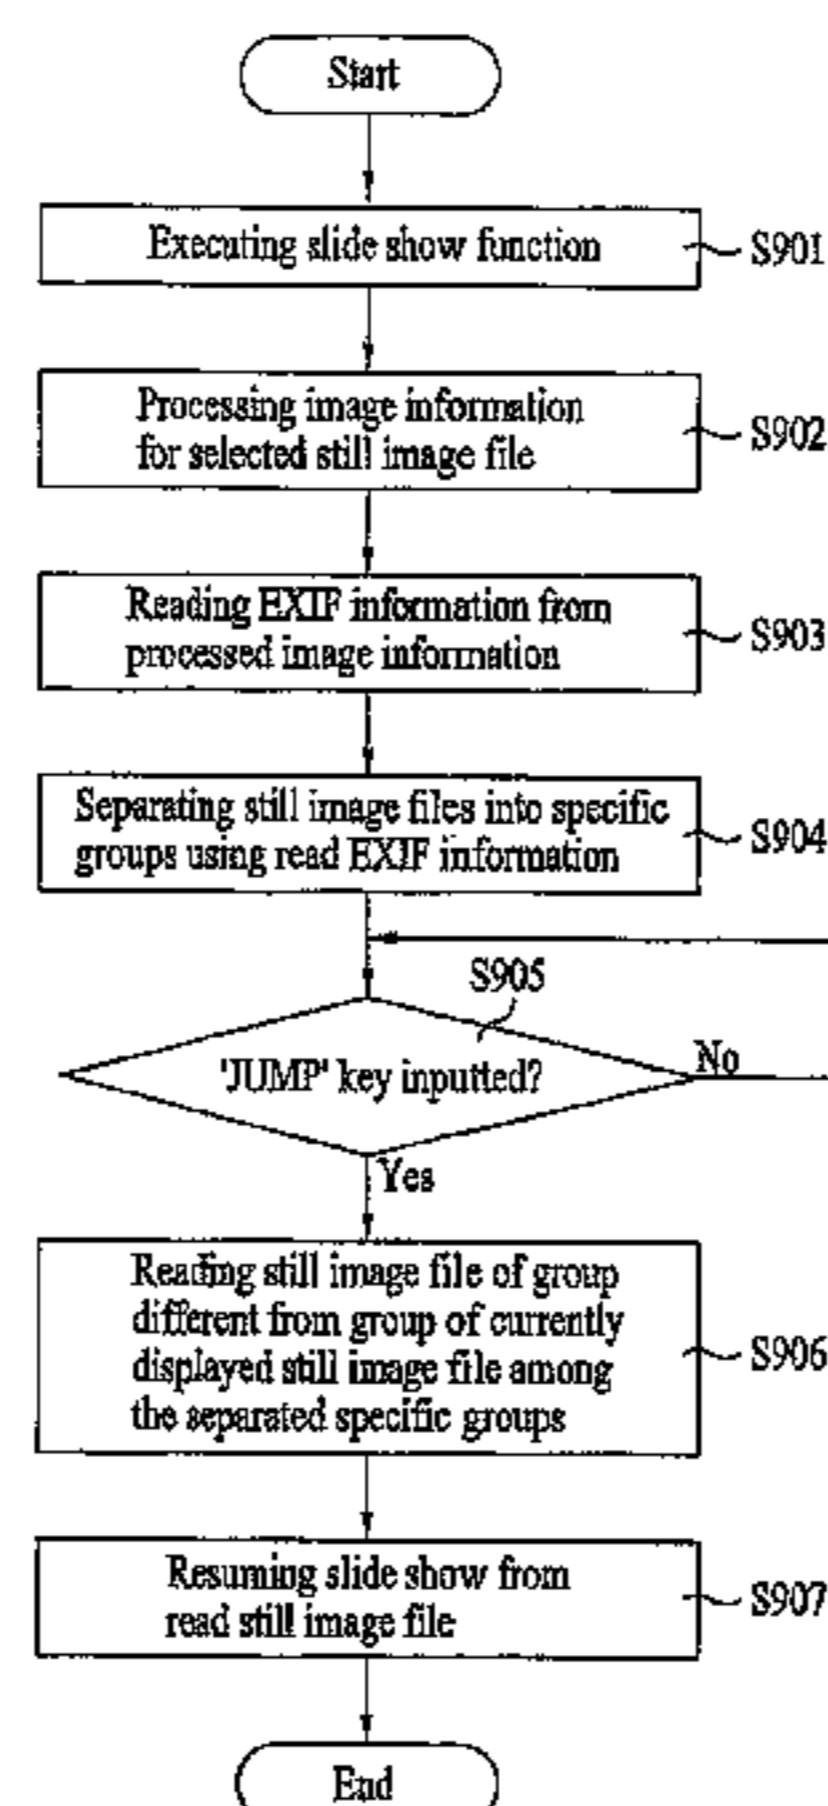 Start
Executing slide show function
S901
Processing image information
for selected still image file
S902
Reading EXIF information from
processed image information
S903
Separating still image files into specific
groups using read EXIF information
S904
S905
'JUMP' key inputted?
No
Yes
Reading still image file of group
different from group of currently
displayed still image file among
the separated specific groups
S906
Resuming slide show from
read still image file
S907
End